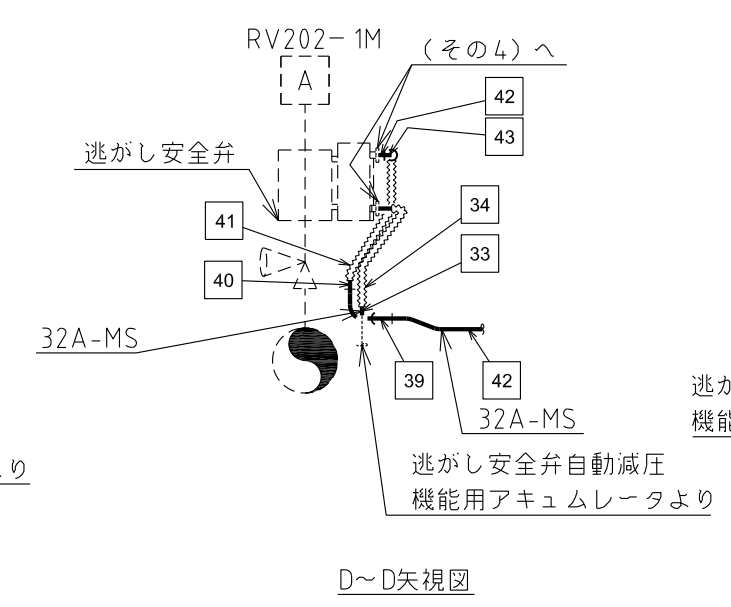 RV202-1M
(その4)へ
A
42
43
逃がし安全弁
41
34
40
33
32A-MS
39
42
32A-MS
逃が
機能
より
逃がし安全弁自動減圧
機能用アキュムレータより
D～D矢視図